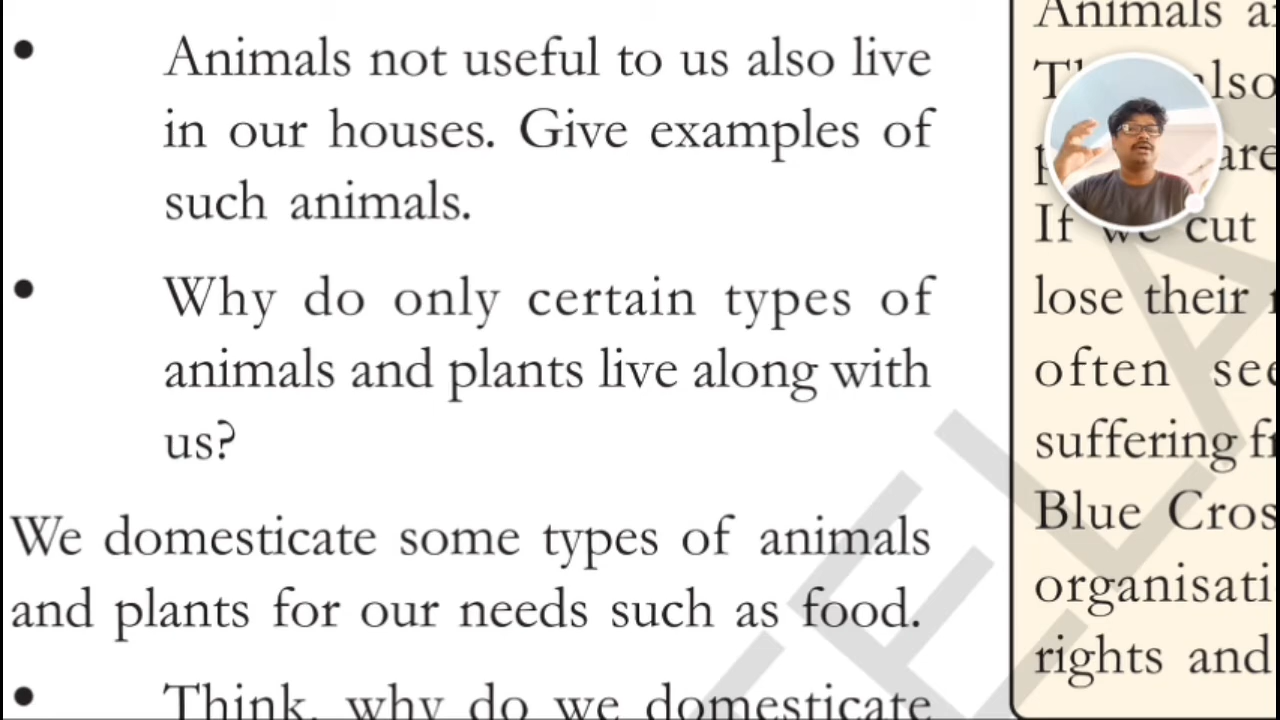 • Animals not useful to us also live
in our houses. Give examples of
such animals.
• Why do only certain types of
animals and plants live along with
us?
We domesticate some types of animals
and plants for our needs such as food.
• Think, why do we domesticate
Animals
also
are
If we cut
lose their
often
suffering
Blue
rights and